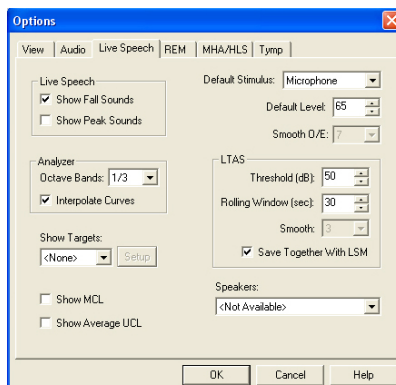 Options
View Audio Live Speech REM MHA/HLS Tymp
Live Speech
Show Fall Sounds
Show Peak Sounds
Analyzer
Octave Bands: 1/3
Interpolate Curves
Show Targets:
<None> Setup
Show MCL
Show Average UCL
Default Stimulus: Microphone
Default Level: 65
Smooth O/E: 7
LTAS
Threshold (dB): 50
Rolling Window (sec): 30
Smooth: 3
Save Together With LSM
Speakers:
<Not Available>
OK Cancel Help